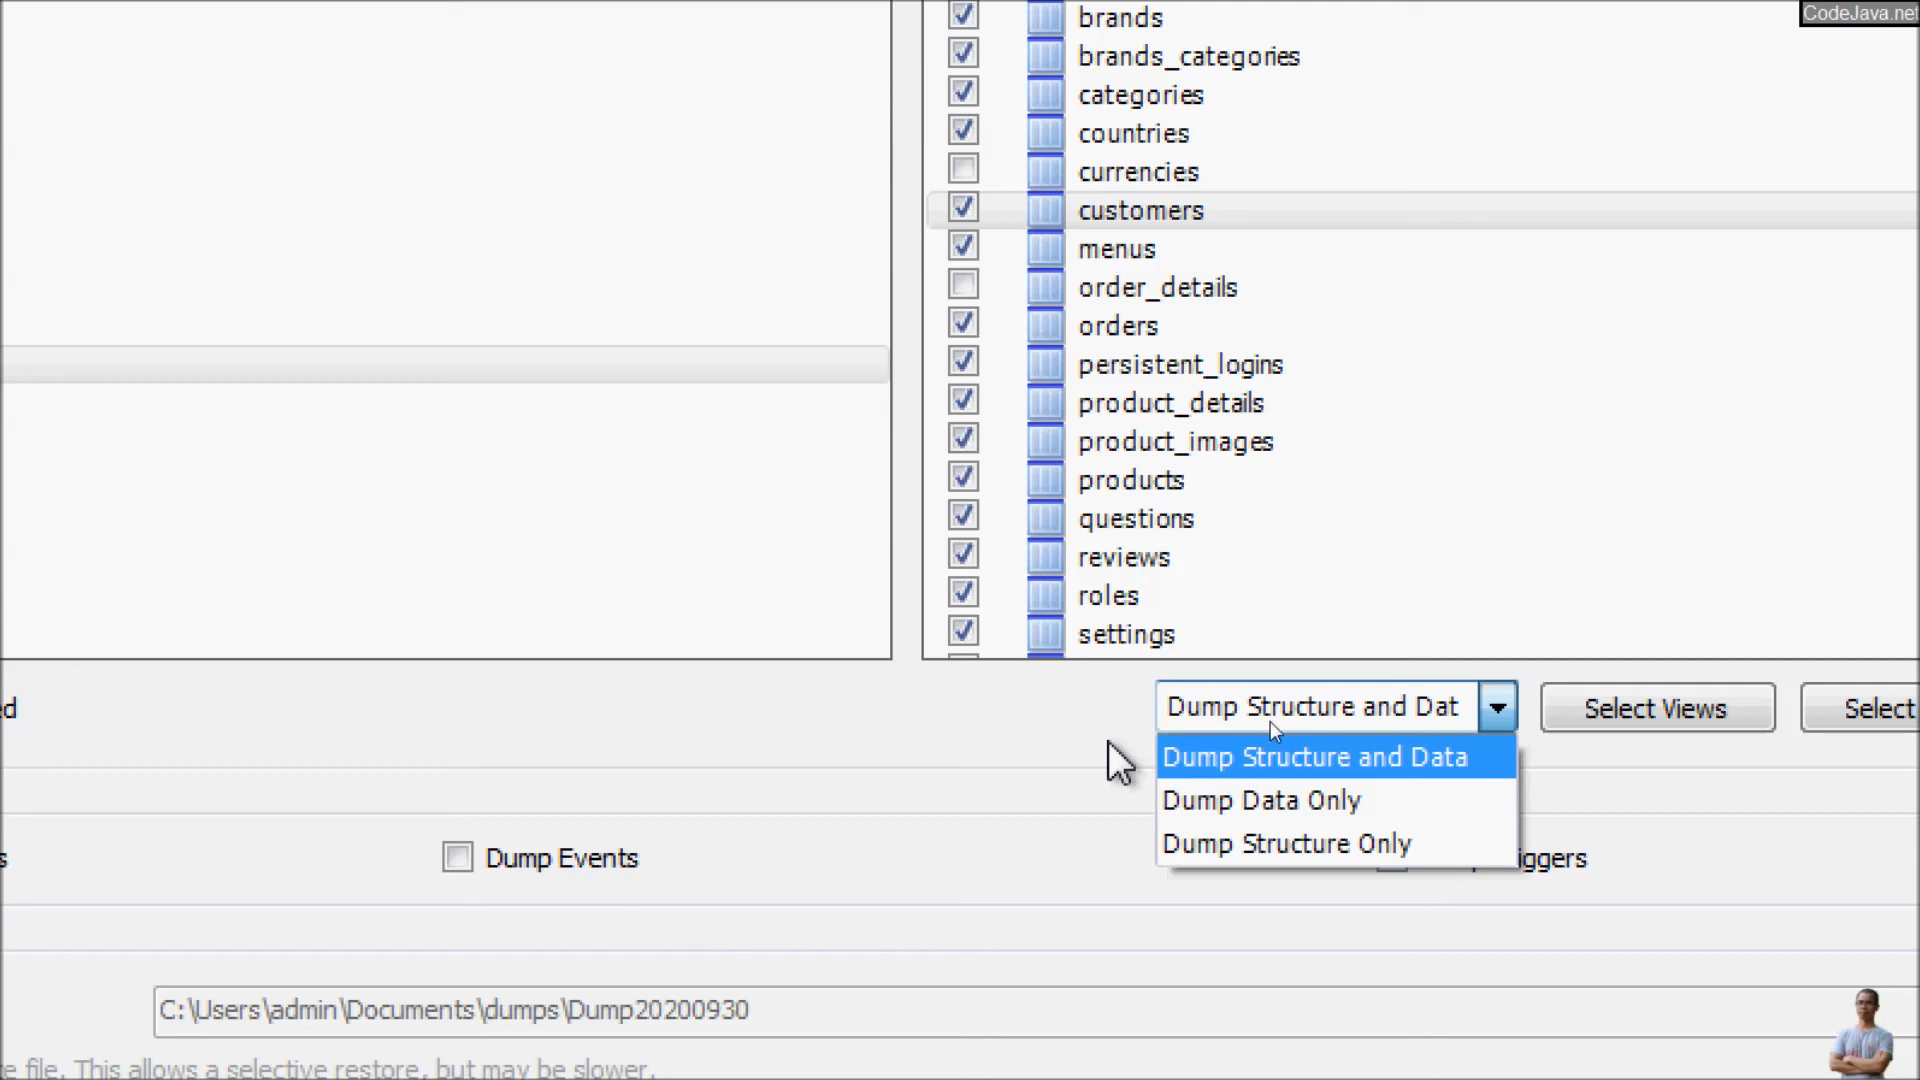 CodeJava.net
brands
brands_categories
categories
countries
currencies
customers
menus
order_details
orders
persistent_logins
product_details
product_images
products
questions
reviews
roles
settings
Dump Structure and Dat
Select Views
Select
Dump Structure and Data
Dump Data Only
Dump Structure Only
Dump Events
iggers
C:\Users\admin\Documents\dumps\Dump20200930
e file. This allows a selective restore, but may be slower.